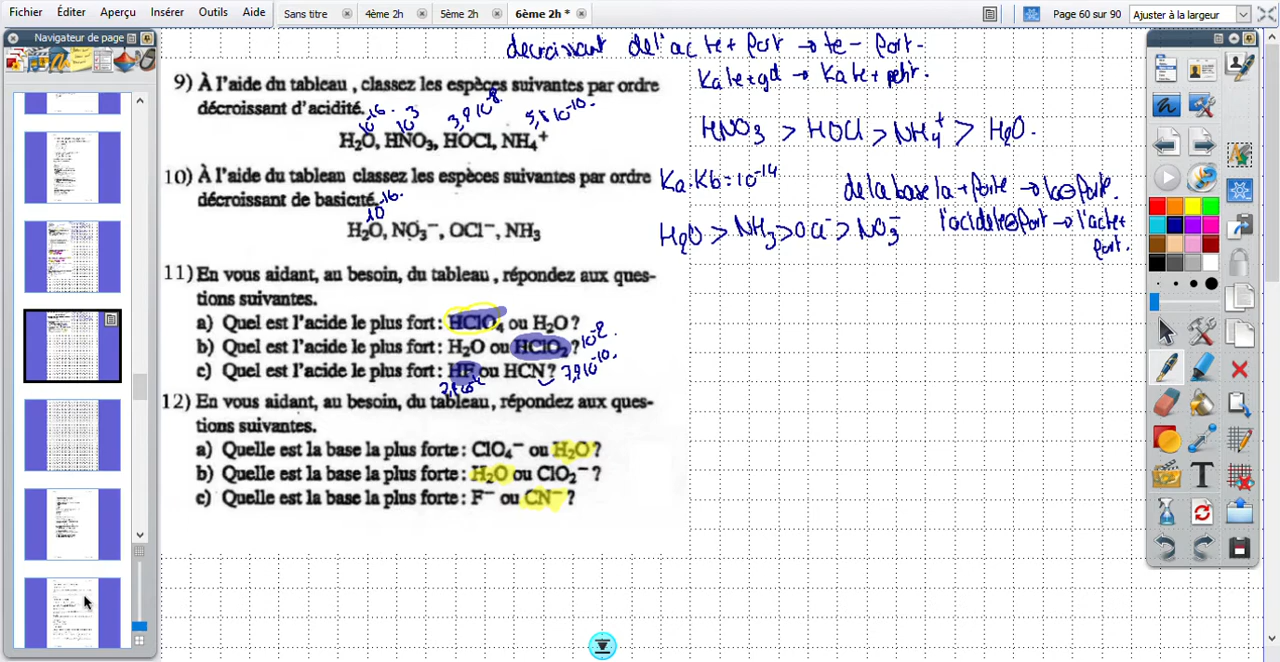 Fichier Éditer Aperçu Insérer Outils Aide
Sans titre 4ème 2h 5ème 2h 6ème 2h *
Page 60 sur 90 Ajuster à la largeur
Navigateur de page
9) À l'aide du tableau , classez les espèces suivantes par ordre
décroissant d'acidité.
10⁻¹⁶ 10³ 3,9 10⁻⁸ 5,8 10⁻¹⁰
H₂O, HNO₃, HOCl, NH₄⁺
10) À l'aide du tableau classez les espèces suivantes par ordre
décroissant de basicité.
10⁻¹⁶
H₂O, NO₃⁻, OCl⁻, NH₃
11) En vous aidant, au besoin, du tableau , répondez aux ques-
tions suivantes.
a) Quel est l'acide le plus fort : HClO₄ ou H₂O ?
b) Quel est l'acide le plus fort : H₂O ou HClO₂ ? 10⁻²
c) Quel est l'acide le plus fort : HF ou HCN ? 7,9 10⁻¹⁰
12) En vous aidant, au besoin, du tableau, répondez aux ques-
tions suivantes.
a) Quelle est la base la plus forte : ClO₄⁻ ou H₂O ?
b) Quelle est la base la plus forte : H₂O ou ClO₂⁻ ?
c) Quelle est la base la plus forte : F⁻ ou CN⁻ ?
décroissant de l'ac le + fort → le - fort
Ka le + gd → Ka le + petit.
HNO₃ > HOCl > NH₄⁺ > H₂O.
Ka.Kb=10⁻¹⁴
de la base la + forte → la ⊖ forte.
l'acide le ⊖ fort → l'ac le +
fort.
H₂O > NH₃ > OCl⁻ > NO₃⁻